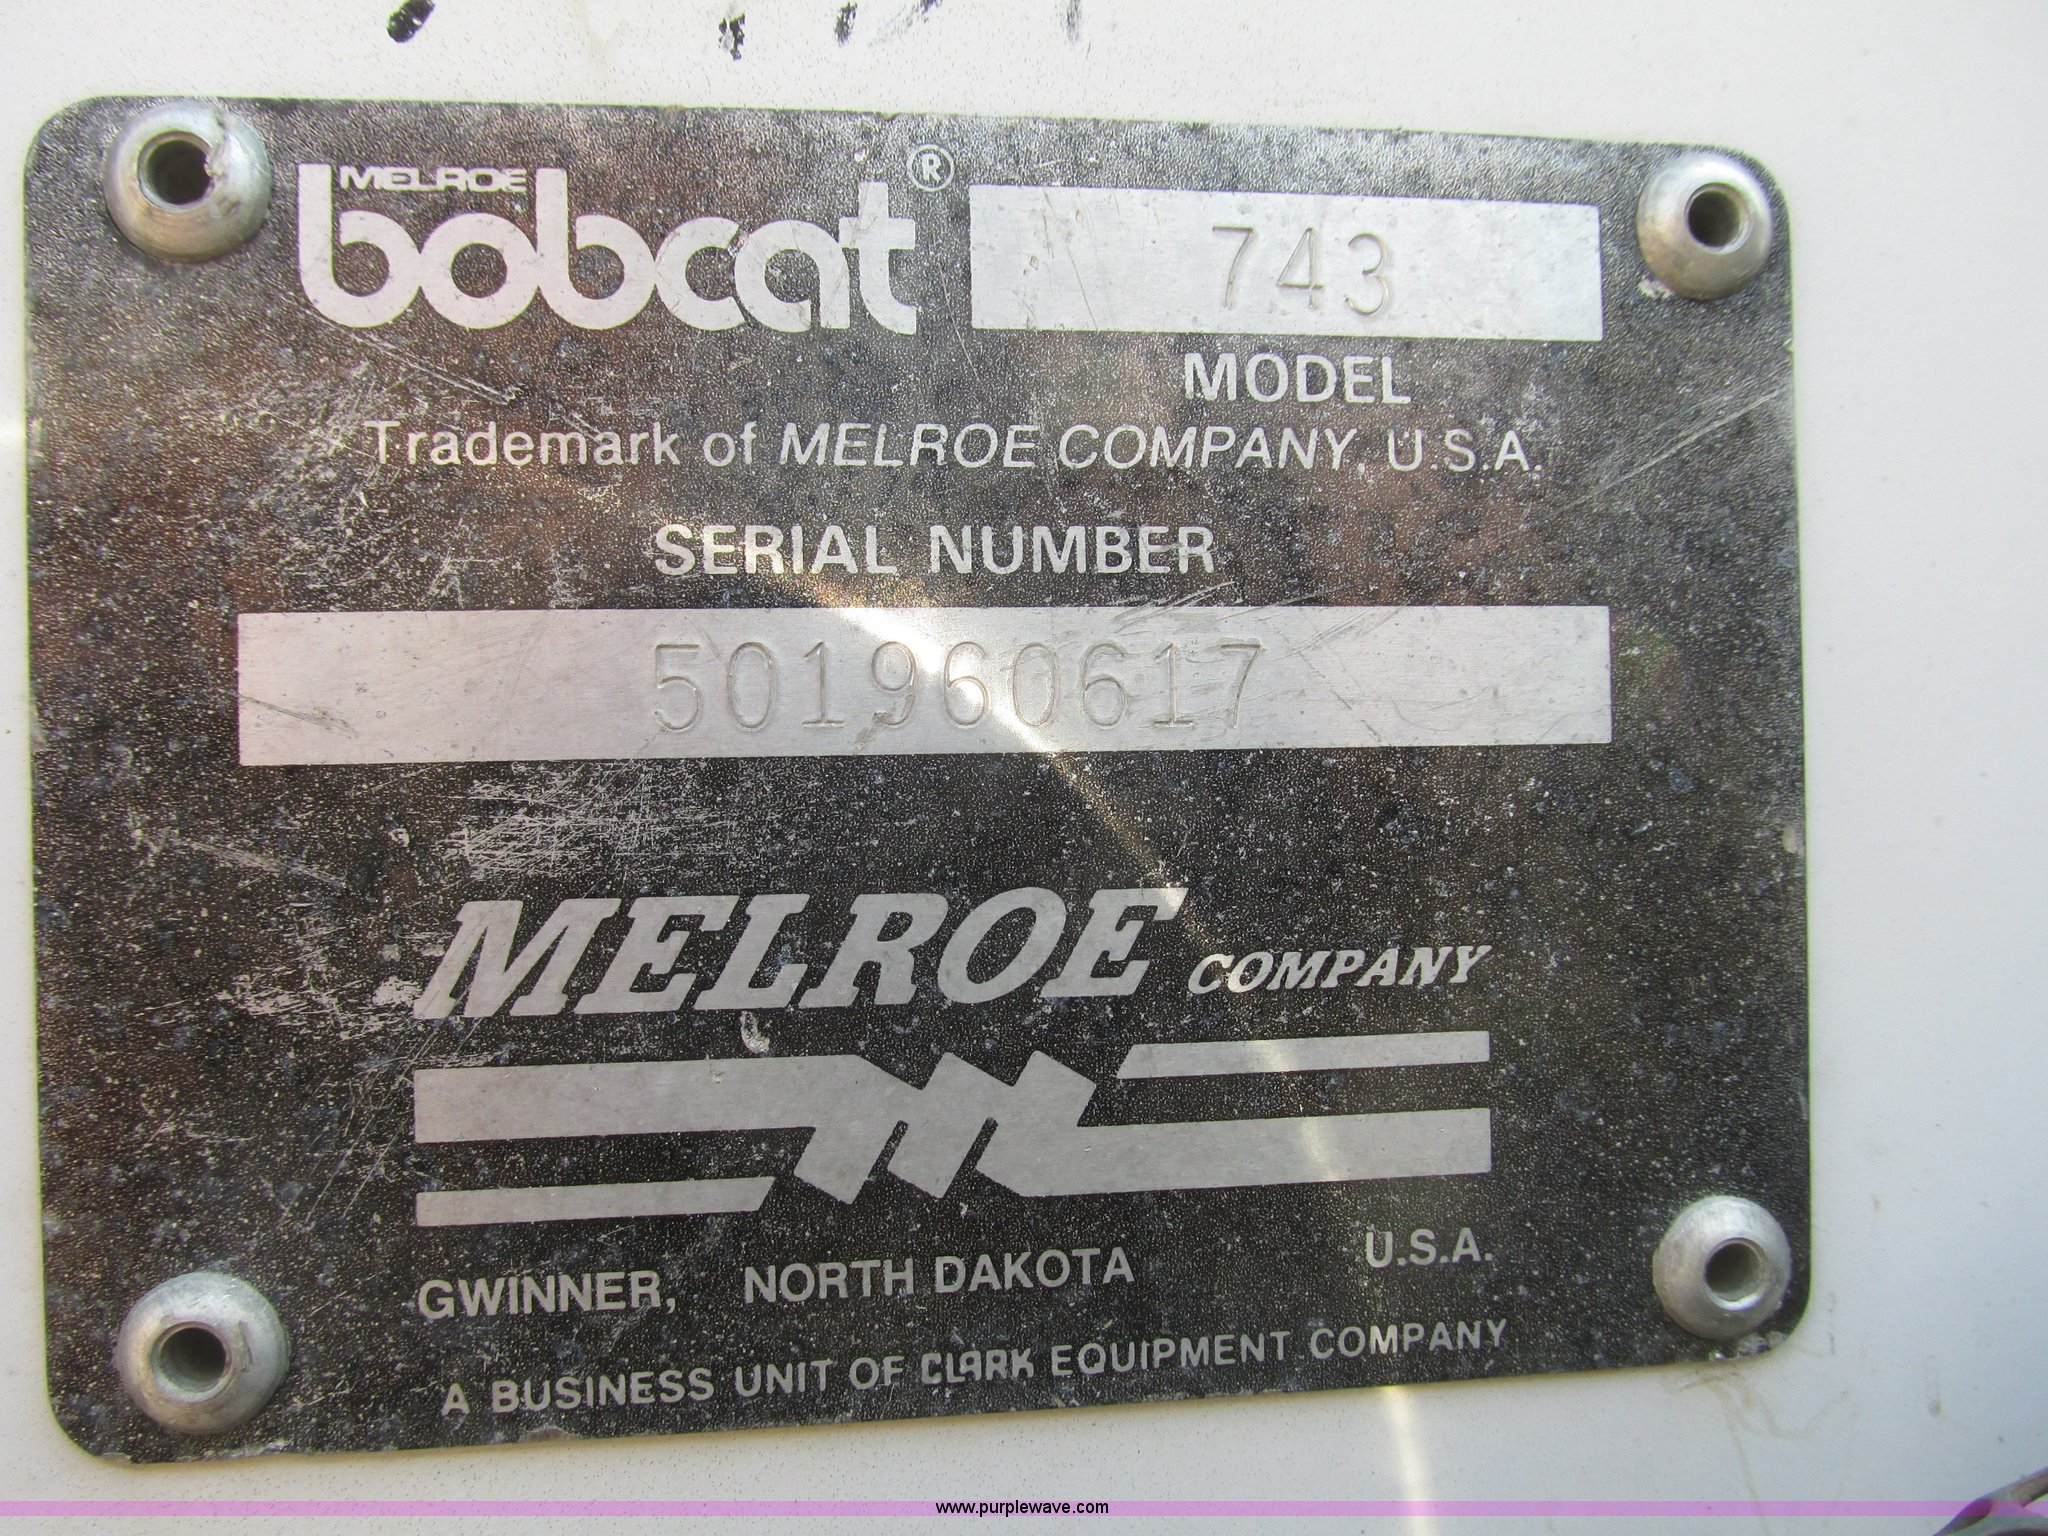 MELROE
bobcat® 743
MODEL
Trademark of MELROE COMPANY, U.S.A.
SERIAL NUMBER
501960617
MELROE COMPANY
GWINNER, NORTH DAKOTA U.S.A.
A BUSINESS UNIT OF CLARK EQUIPMENT COMPANY
www.purplewave.com